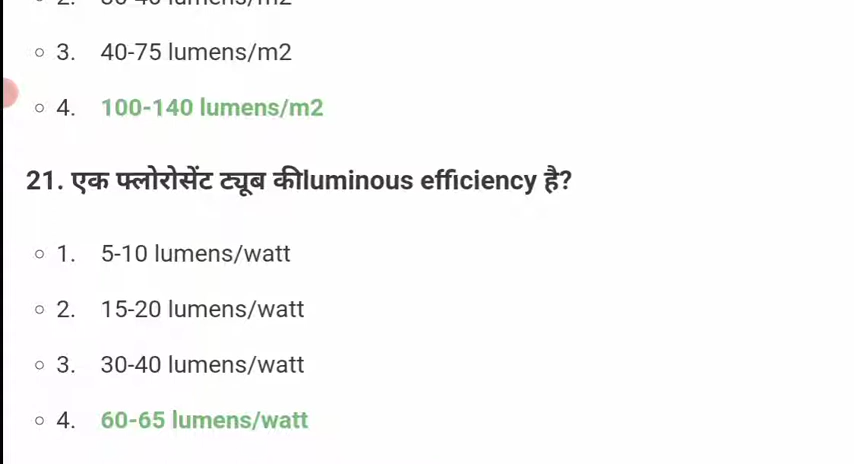 3. 40-75 lumens/m2
4. 100-140 lumens/m2
21. एक फ्लोरोसेंट ट्यूब कीluminous efficiency है?
1. 5-10 lumens/watt
2. 15-20 lumens/watt
3. 30-40 lumens/watt
4. 60-65 lumens/watt